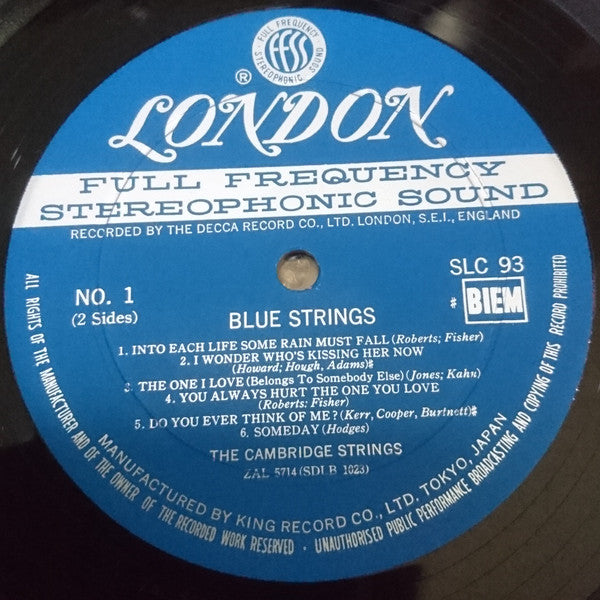 FULL FREQUENCY
FFSS
STEREOPHONIC SOUND
®
LONDON
FULL FREQUENCY
STEREOPHONIC SOUND
RECORDED BY THE DECCA RECORD CO., LTD. LONDON, S.E.I., ENGLAND
NO. 1
(2 Sides)
SLC 93
# BIEM
BLUE STRINGS
1. INTO EACH LIFE SOME RAIN MUST FALL (Roberts; Fisher)
2. I WONDER WHO'S KISSING HER NOW
(Howard; Hough, Adams)#
3. THE ONE I LOVE (Belongs To Somebody Else) (Jones; Kahn)
4. YOU ALWAYS HURT THE ONE YOU LOVE
(Roberts: Fisher)
5. DO YOU EVER THINK OF ME? (Kerr, Cooper, Burtnett)#
6. SOMEDAY (Hodges)
THE CAMBRIDGE STRINGS
ZAL 5714 (SDLB 1023)
MANUFACTURED BY KING RECORD CO., LTD. TOKYO, JAPAN
ALL RIGHTS OF THE MANUFACTURER AND OF THE OWNER OF THE RECORDED WORK RESERVED · UNAUTHORISED PUBLIC PERFORMANCE BROADCASTING AND COPYING OF THIS RECORD PROHIBITED